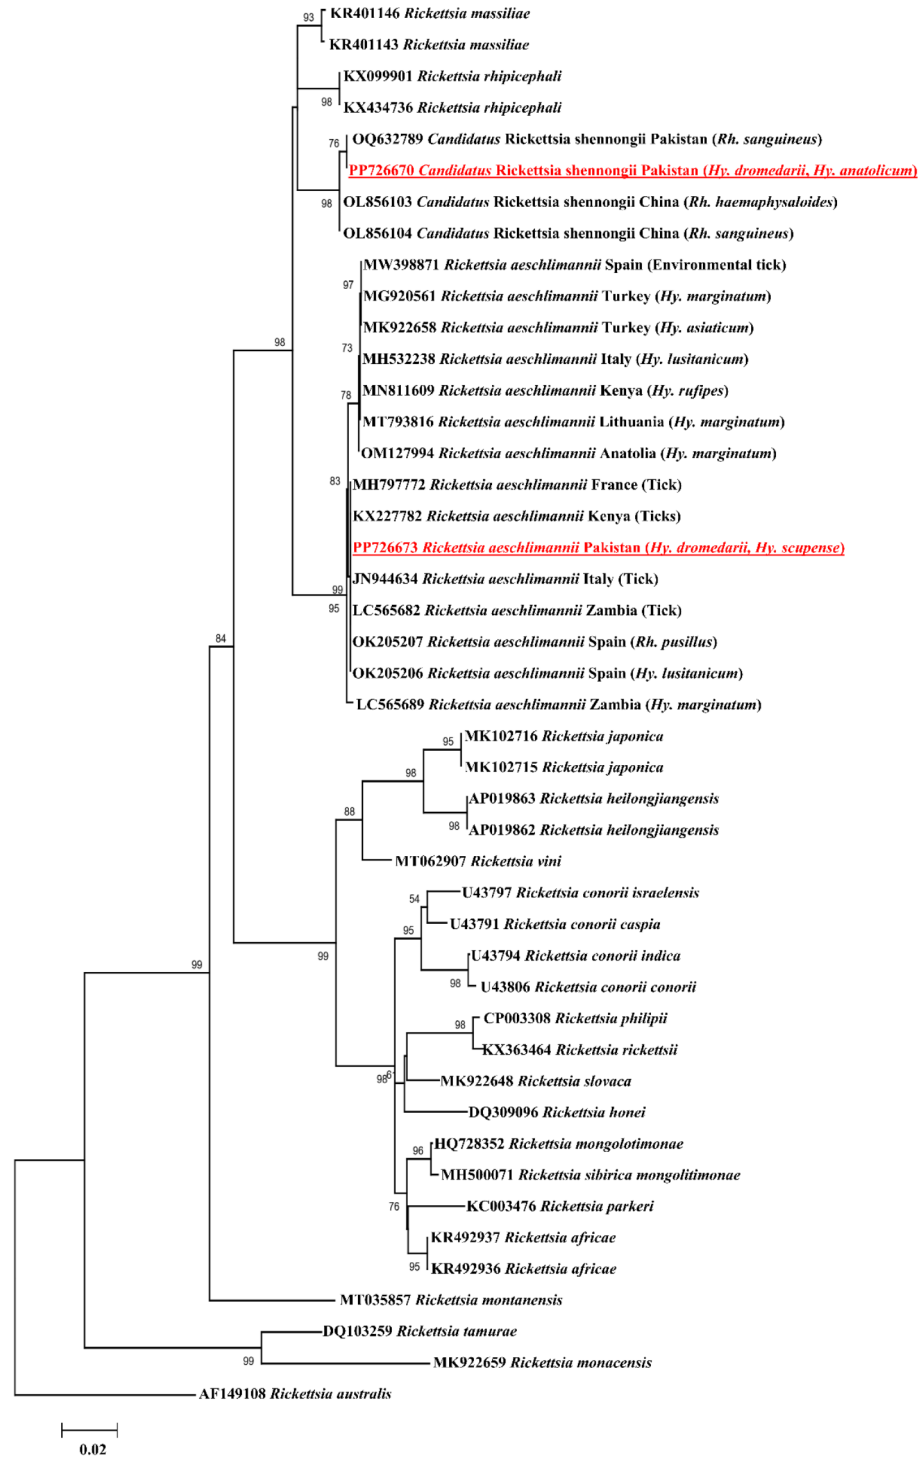 93
KR401146 Rickettsia massiliae
KR401143 Rickettsia massiliae
KX099901 Rickettsia rhipicephali
98
KX434736 Rickettsia rhipicephali
76
OQ632789 Candidatus Rickettsia shennongii Pakistan (Rh. sanguineus)
PP726670 Candidatus Rickettsia shennongii Pakistan (Hy. dromedarii, Hy. anatolicum)
98
OL856103 Candidatus Rickettsia shennongii China (Rh. haemaphysaloides)
OL856104 Candidatus Rickettsia shennongii China (Rh. sanguineus)
MW398871 Rickettsia aeschlimannii Spain (Environmental tick)
97
MG920561 Rickettsia aeschlimannii Turkey (Hy. marginatum)
MK922658 Rickettsia aeschlimannii Turkey (Hy. asiaticum)
98
73
MH532238 Rickettsia aeschlimannii Italy (Hy. lusitanicum)
MN811609 Rickettsia aeschlimannii Kenya (Hy. rufipes)
78
MT793816 Rickettsia aeschlimannii Lithuania (Hy. marginatum)
OM127994 Rickettsia aeschlimannii Anatolia (Hy. marginatum)
83
MH797772 Rickettsia aeschlimannii France (Tick)
KX227782 Rickettsia aeschlimannii Kenya (Ticks)
PP726673 Rickettsia aeschlimannii Pakistan (Hy. dromedarii, Hy. scupense)
JN944634 Rickettsia aeschlimannii Italy (Tick)
99
95
LC565682 Rickettsia aeschlimannii Zambia (Tick)
84
OK205207 Rickettsia aeschlimannii Spain (Rh. pusillus)
OK205206 Rickettsia aeschlimannii Spain (Hy. lusitanicum)
LC565689 Rickettsia aeschlimannii Zambia (Hy. marginatum)
95
MK102716 Rickettsia japonica
MK102715 Rickettsia japonica
98
AP019863 Rickettsia heilongjiangensis
88
98
AP019862 Rickettsia heilongjiangensis
MT062907 Rickettsia vini
U43797 Rickettsia conorii israelensis
54
U43791 Rickettsia conorii caspia
95
99
U43794 Rickettsia conorii indica
99
98
U43806 Rickettsia conorii conorii
98
CP003308 Rickettsia philipii
KX363464 Rickettsia rickettsii
98
MK922648 Rickettsia slovaca
DQ309096 Rickettsia honei
HQ728352 Rickettsia mongolotimonae
96
MH500071 Rickettsia sibirica mongolitimonae
76
KC003476 Rickettsia parkeri
KR492937 Rickettsia africae
95
KR492936 Rickettsia africae
MT035857 Rickettsia montanensis
DQ103259 Rickettsia tamurae
99
MK922659 Rickettsia monacensis
AF149108 Rickettsia australis
0.02